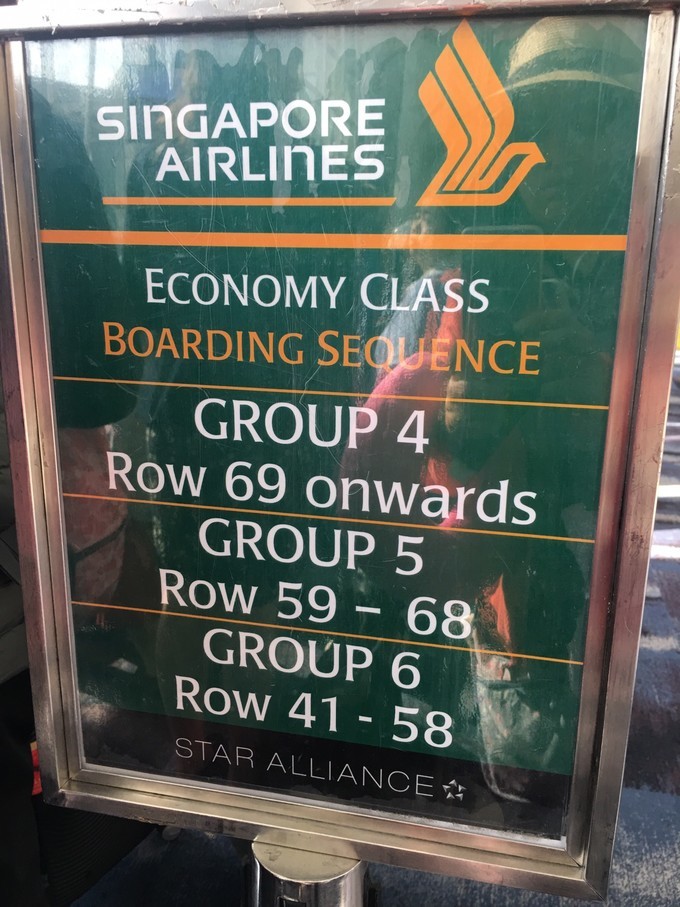 SINGAPORE
AIRLINES
ECONOMY CLASS
BOARDING SEQUENCE
GROUP 4
Row 69 onwards
GROUP 5
Row 59 – 68
GROUP 6
Row 41 - 58
STAR ALLIANCE